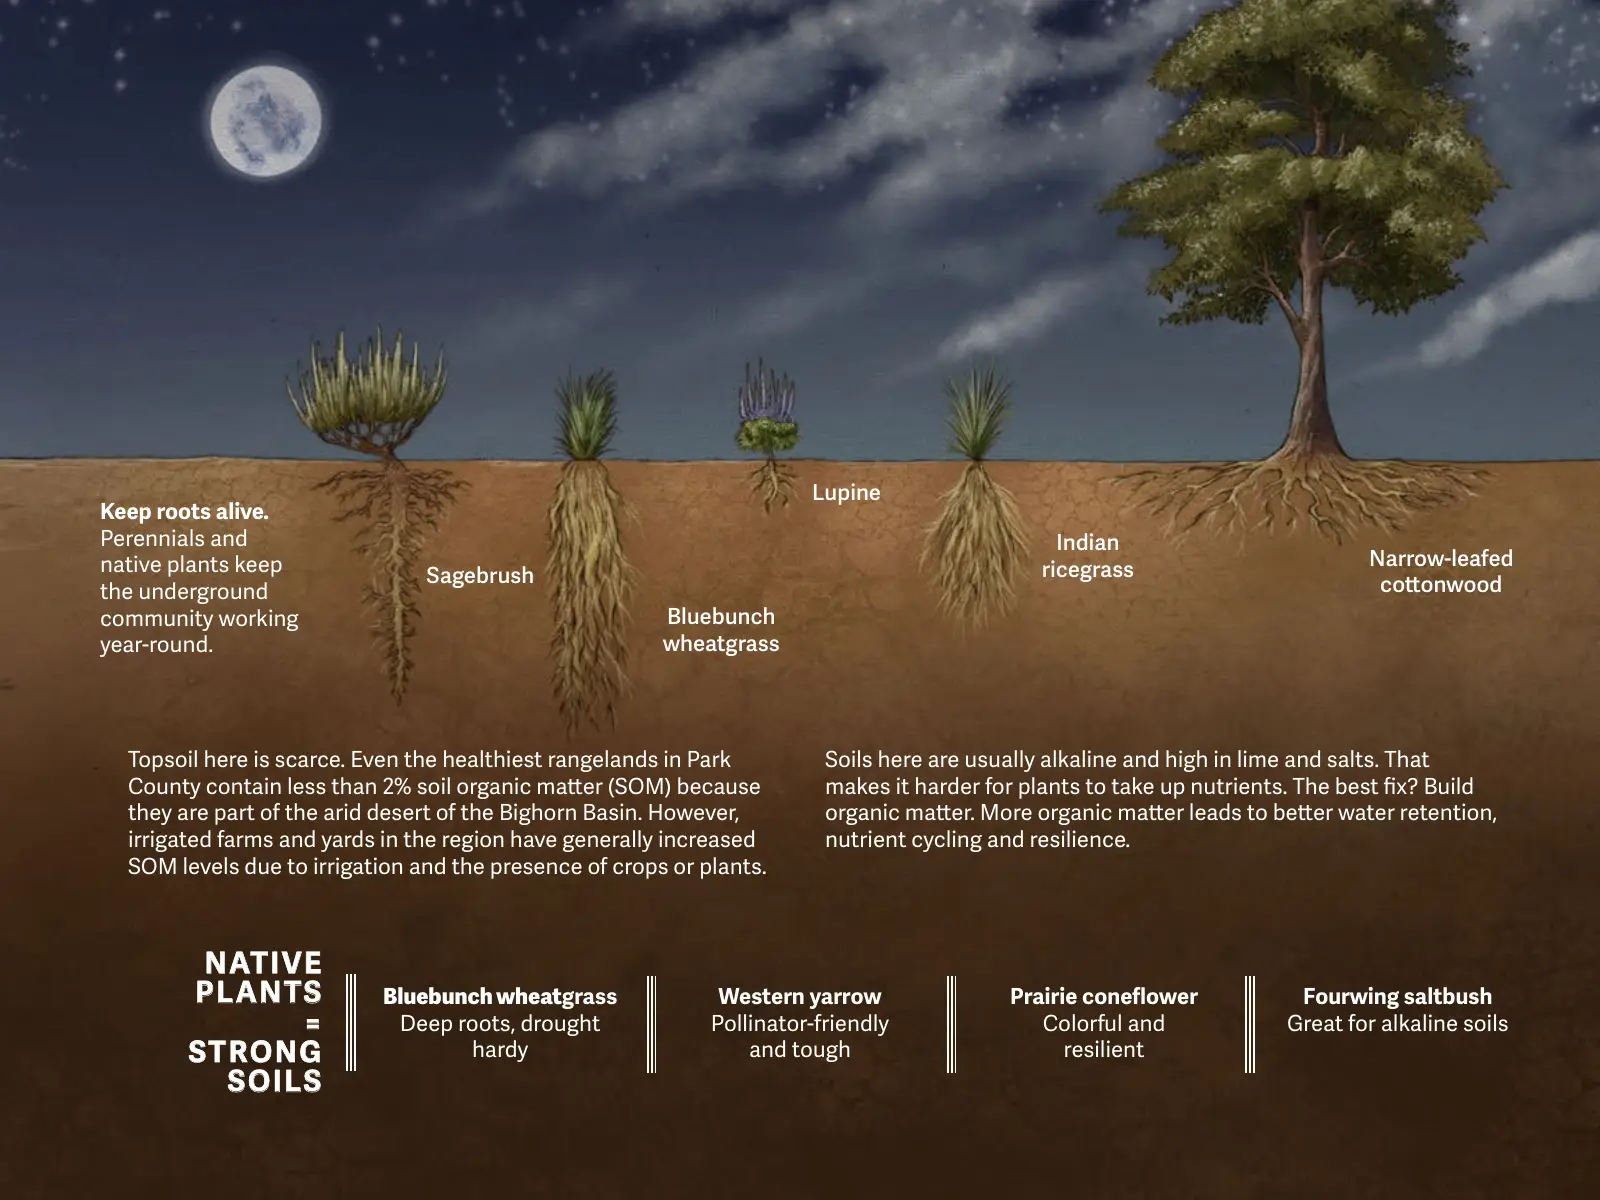 Keep roots alive.
Perennials and
native plants keep
the underground
community working
year-round.
Sagebrush
Bluebunch
wheatgrass
Lupine
Indian
ricegrass
Narrow-leafed
cottonwood
Topsoil here is scarce. Even the healthiest rangelands in Park
County contain less than 2% soil organic matter (SOM) because
they are part of the arid desert of the Bighorn Basin. However,
irrigated farms and yards in the region have generally increased
SOM levels due to irrigation and the presence of crops or plants.
Soils here are usually alkaline and high in lime and salts. That
makes it harder for plants to take up nutrients. The best fix? Build
organic matter. More organic matter leads to better water retention,
nutrient cycling and resilience.
NATIVE
PLANTS
=
STRONG
SOILS
Bluebunch wheatgrass
Deep roots, drought
hardy
Western yarrow
Pollinator-friendly
and tough
Prairie coneflower
Colorful and
resilient
Fourwing saltbush
Great for alkaline soils